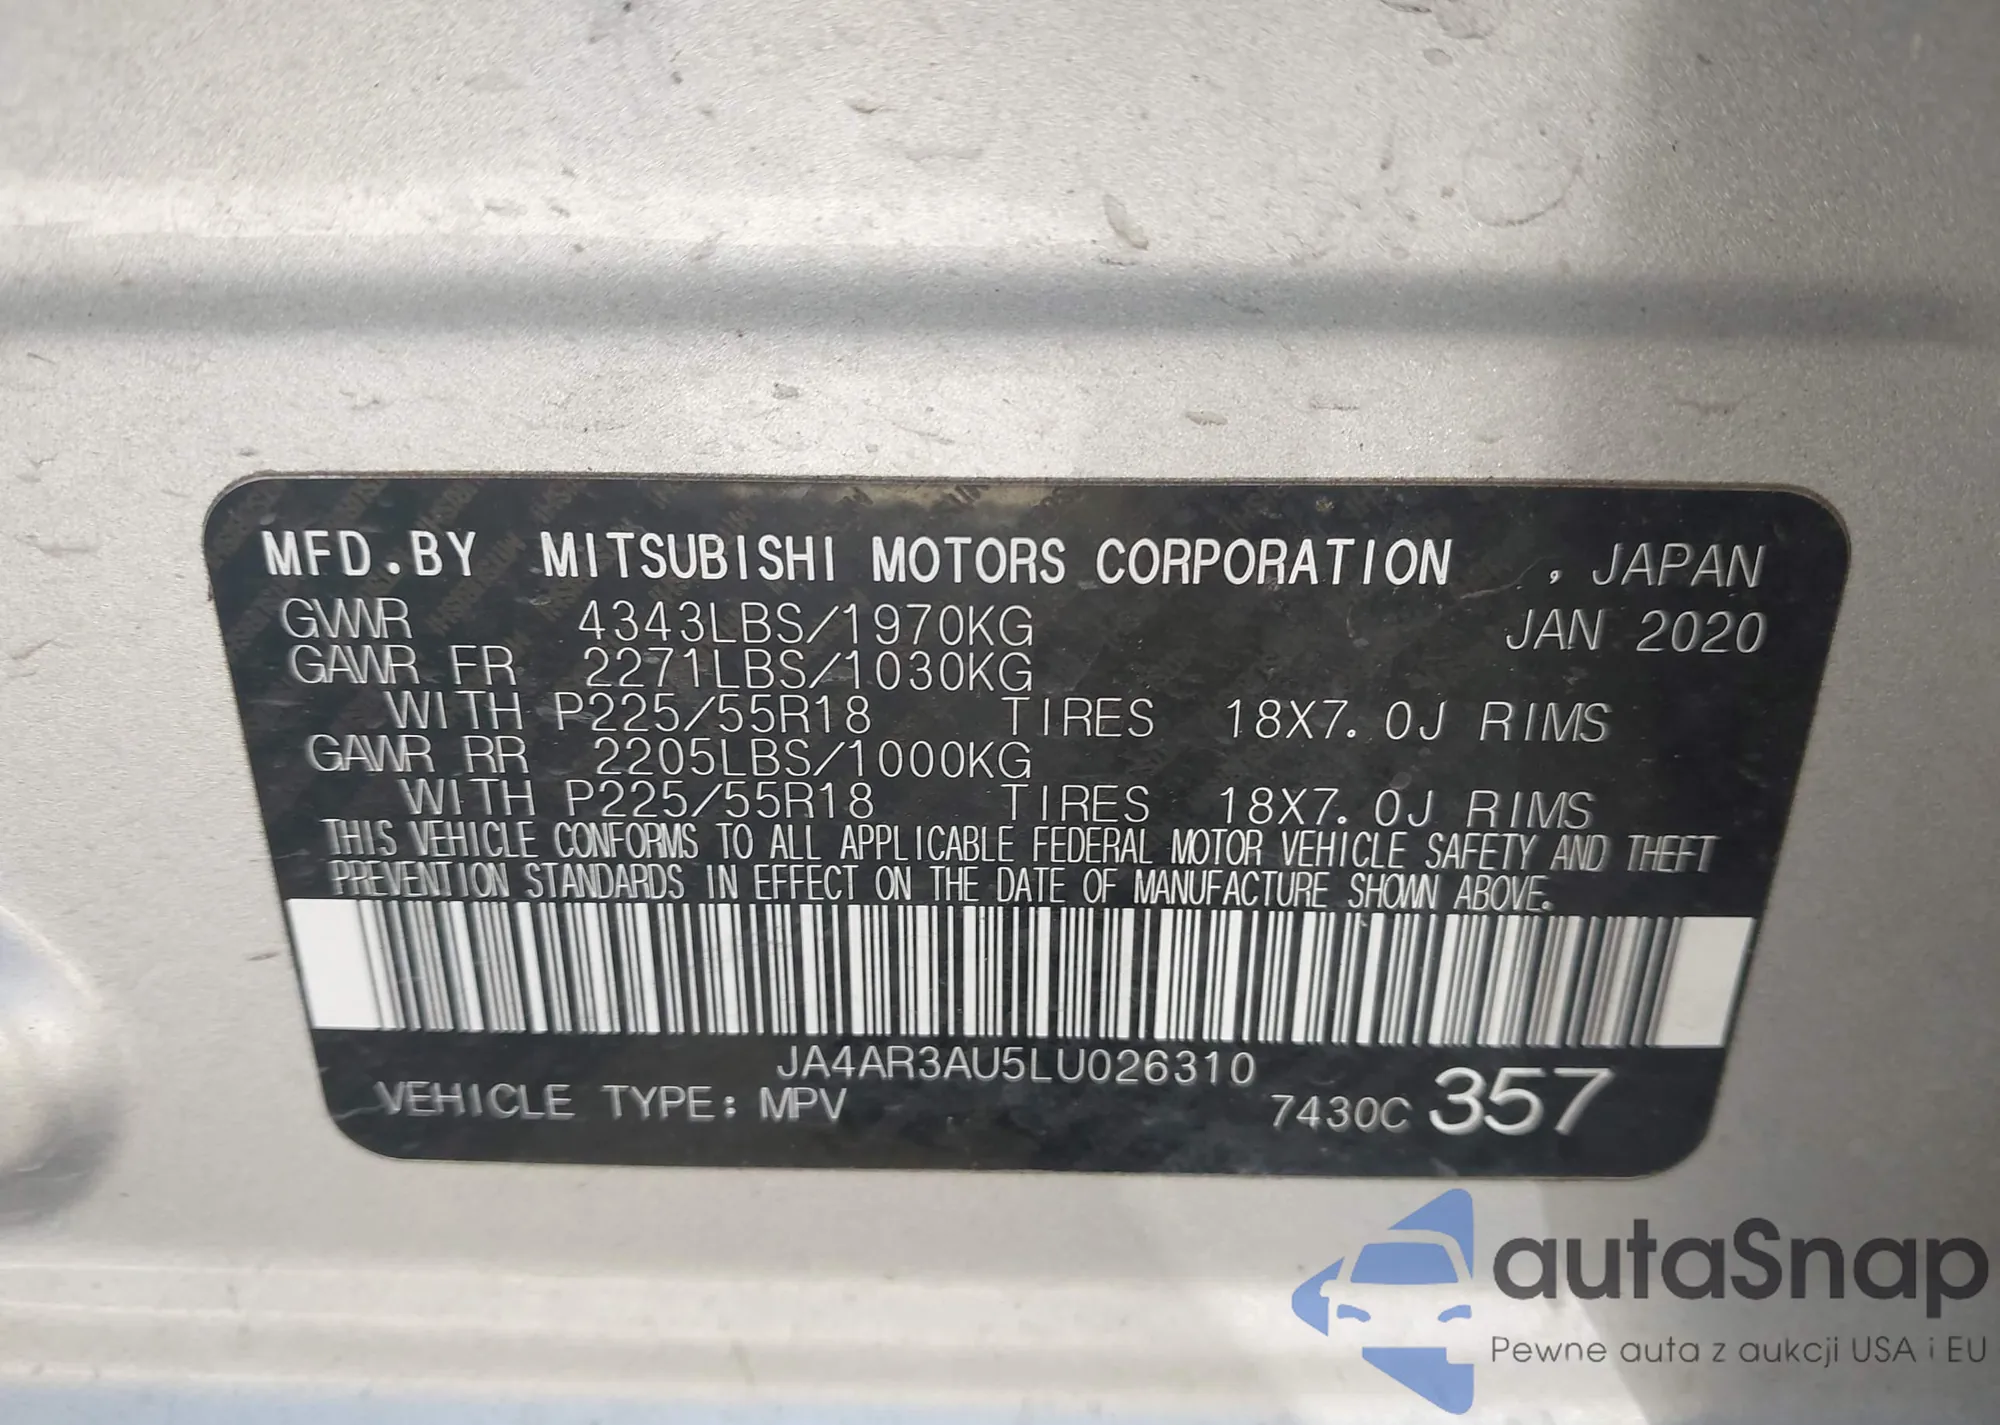 MFD.BY MITSUBISHI MOTORS CORPORATION , JAPAN
GVWR 4343LBS/1970KG JAN 2020
GAWR FR 2271LBS/1030KG
WITH P225/55R18 TIRES 18X7.0J RIMS
GAWR RR 2205LBS/1000KG
WITH P225/55R18 TIRES 18X7.0J RIMS
THIS VEHICLE CONFORMS TO ALL APPLICABLE FEDERAL MOTOR VEHICLE SAFETY AND THEFT
PREVENTION STANDARDS IN EFFECT ON THE DATE OF MANUFACTURE SHOWN ABOVE.
JA4AR3AU5LU026310
VEHICLE TYPE: MPV 7430C 357
autaSnap
Pewne auta z aukcji USA i EU